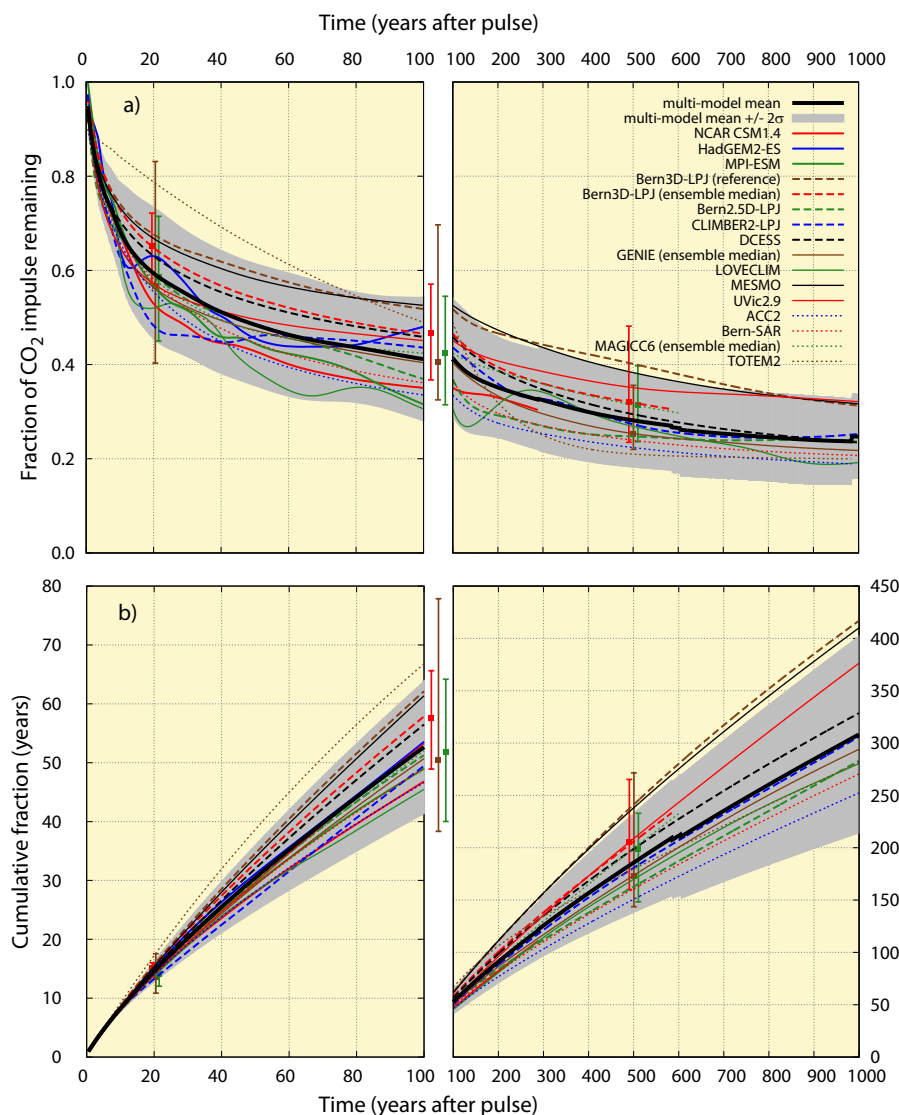 Time (years after pulse)
0 20 40 60 80 100 100 200 300 400 500 600 700 800 900 1000
1.0
0.8
0.6
0.4
0.2
0.0
Fraction of CO2 impulse remaining
a)
multi-model mean
multi-model mean +/- 2σ
NCAR CSM1.4
HadGEM2-ES
MPI-ESM
Bern3D-LPJ (reference)
Bern3D-LPJ (ensemble median)
Bern2.5D-LPJ
CLIMBER2-LPJ
DCESS
GENIE (ensemble median)
LOVECLIM
MESMO
UVic2.9
ACC2
Bern-SAR
MAGICC6 (ensemble median)
TOTEM2
80
70
60
50
40
30
20
10
0
Cumulative fraction (years)
b)
450
400
350
300
250
200
150
100
50
0
0 20 40 60 80 100 100 200 300 400 500 600 700 800 900 1000
Time (years after pulse)